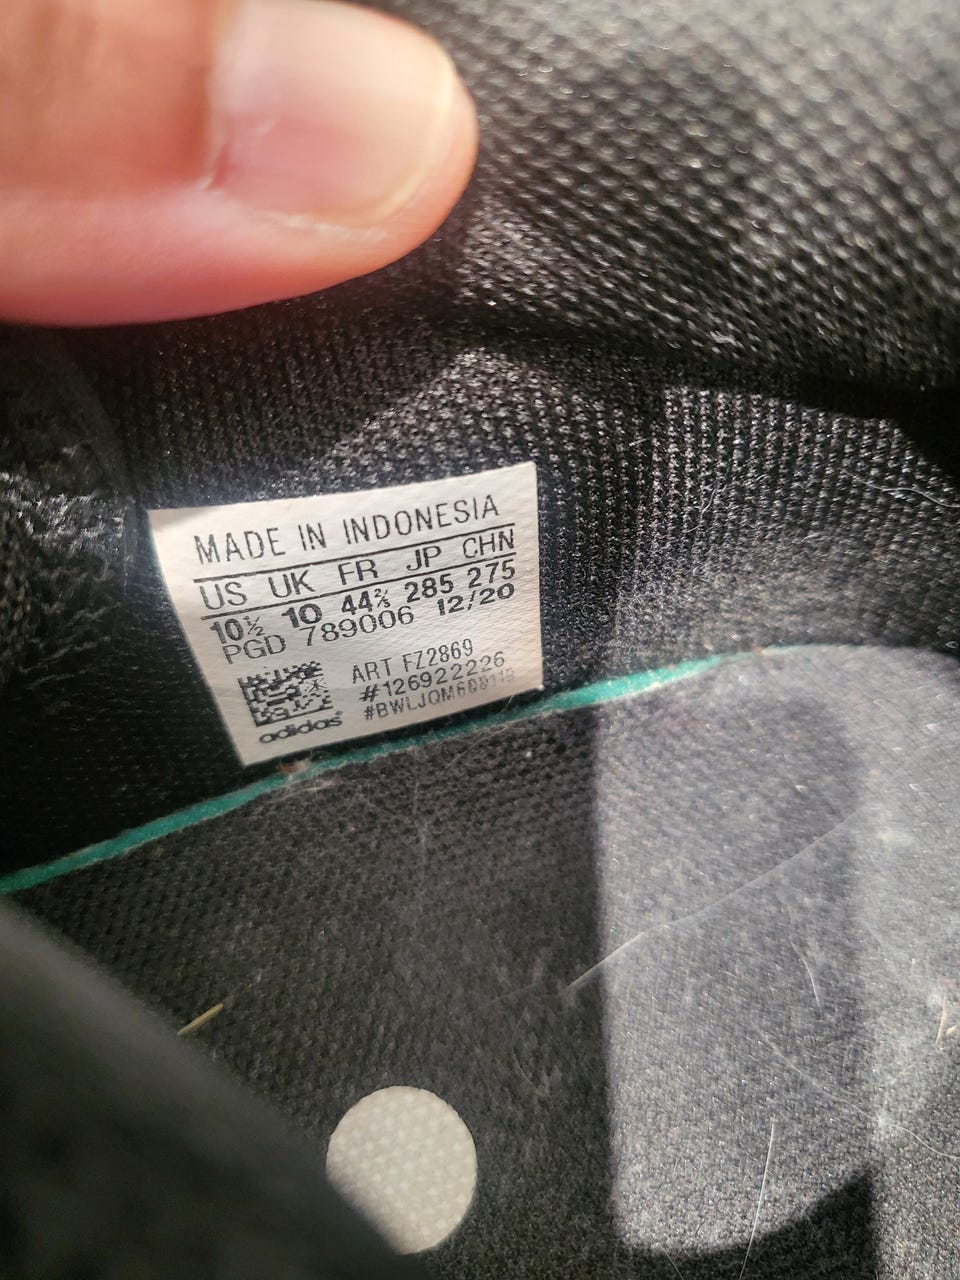 MADE IN INDONESIA
US UK FR JP CHN
10½ 10 44⅔ 285 275
PGD 789006 12/20
ART FZ2869
#126922226
adidas